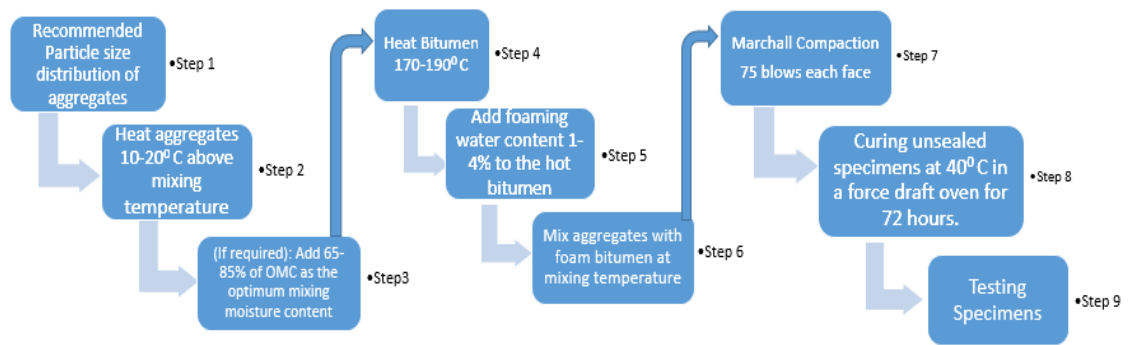 Recommended
Particle size
distribution of
aggregates
•Step 1
Heat aggregates
10-20⁰ C above
mixing
temperature
•Step 2
(If required): Add 65-
85% of OMC as the
optimum mixing
moisture content
•Step3
Heat Bitumen
170-190⁰ C
•Step 4
Add foaming
water content 1-
4% to the hot
bitumen
•Step 5
Mix aggregates with
foam bitumen at
mixing temperature
•Step 6
Marchall Compaction
75 blows each face
•Step 7
Curing unsealed
specimens at 40⁰ C in
a force draft oven for
72 hours.
•Step 8
Testing
Specimens
•Step 9